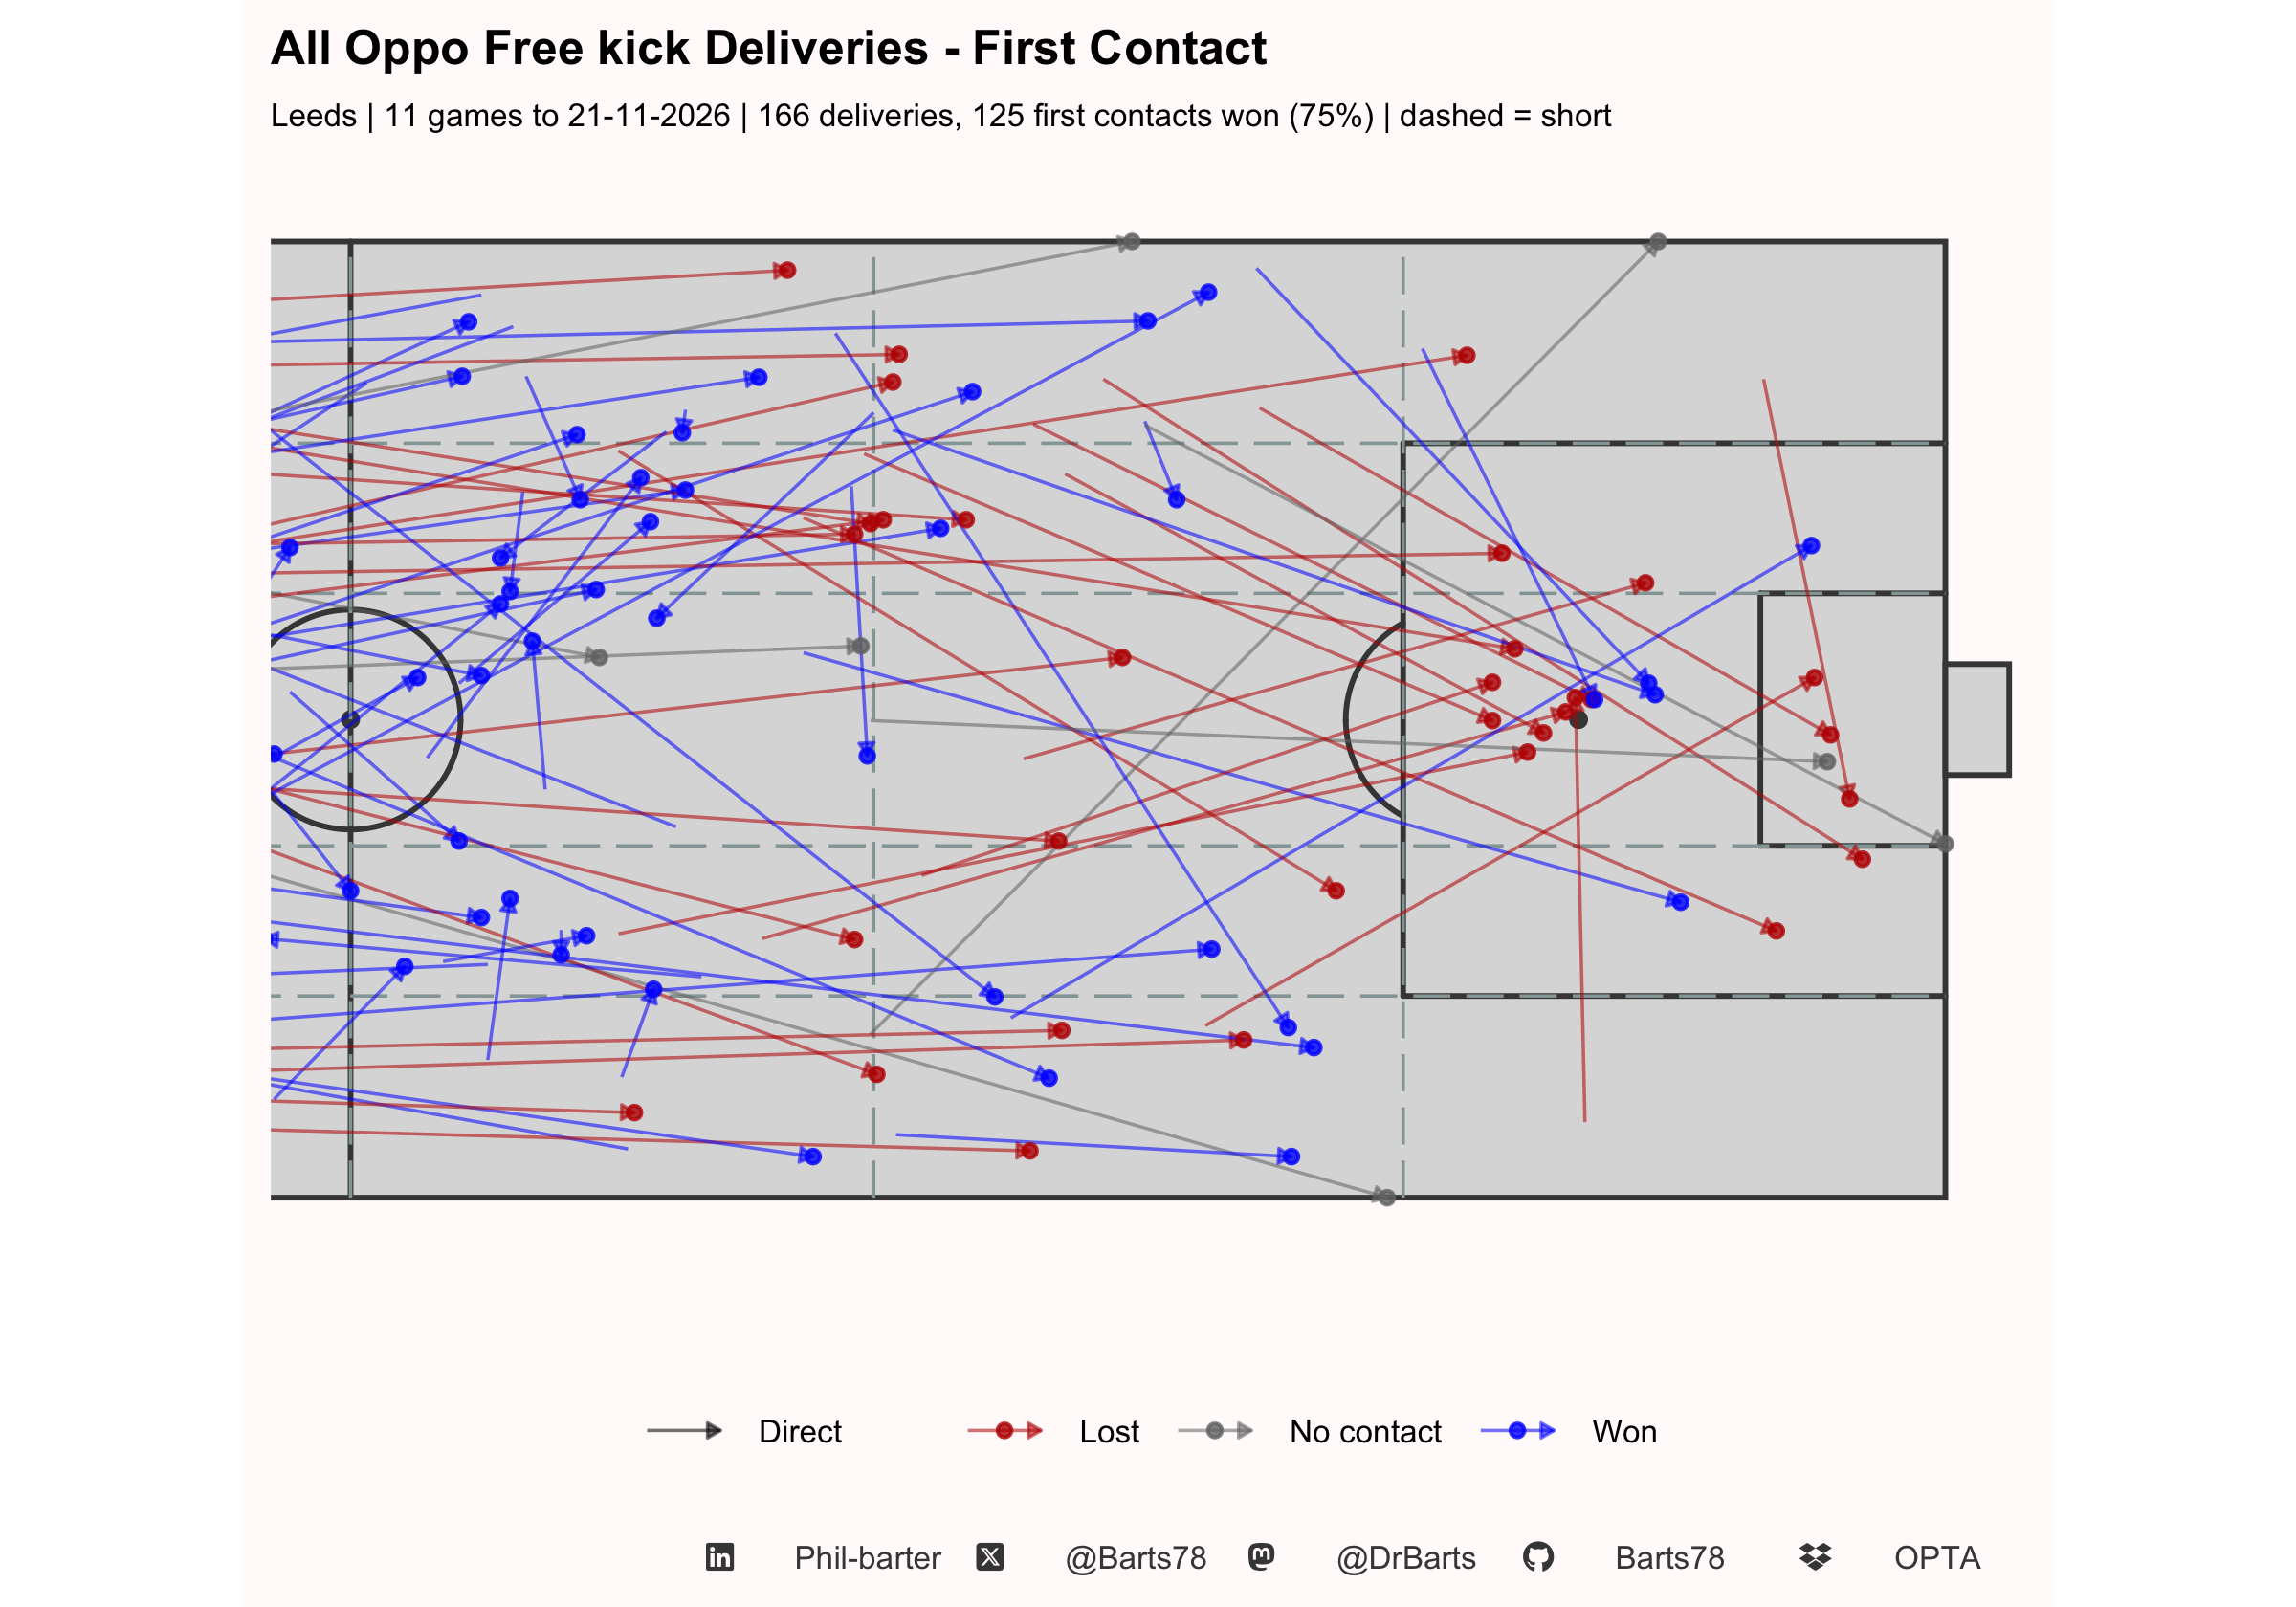 All Oppo Free kick Deliveries - First Contact
Leeds | 11 games to 21-11-2026 | 166 deliveries, 125 first contacts won (75%) | dashed = short
Direct Lost No contact Won
Phil-barter @Barts78 @DrBarts Barts78 OPTA